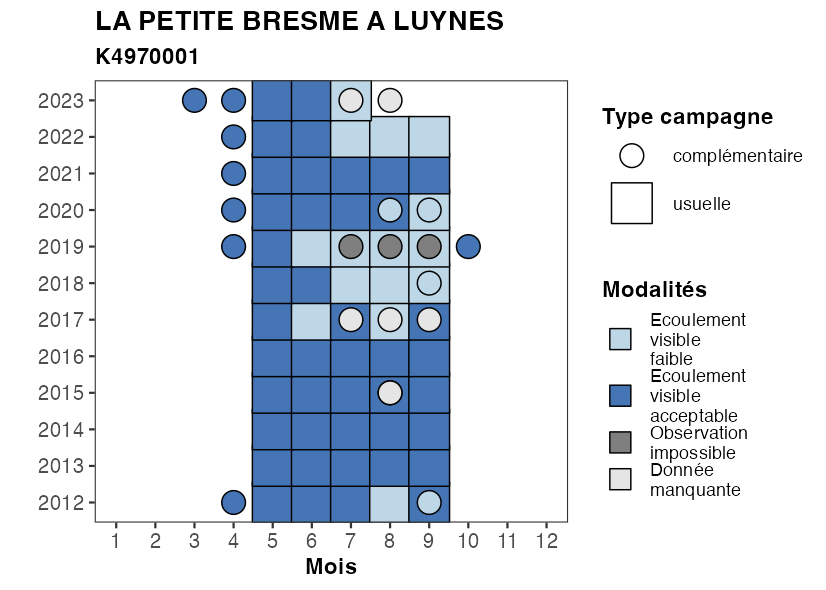 LA PETITE BRESME A LUYNES
K4970001
2023
2022
2021
2020
2019
2018
2017
2016
2015
2014
2013
2012
1 2 3 4 5 6 7 8 9 10 11 12
Mois
Type campagne
complémentaire
usuelle
Modalités
Ecoulement
visible
faible
Ecoulement
visible
acceptable
Observation
impossible
Donnée
manquante